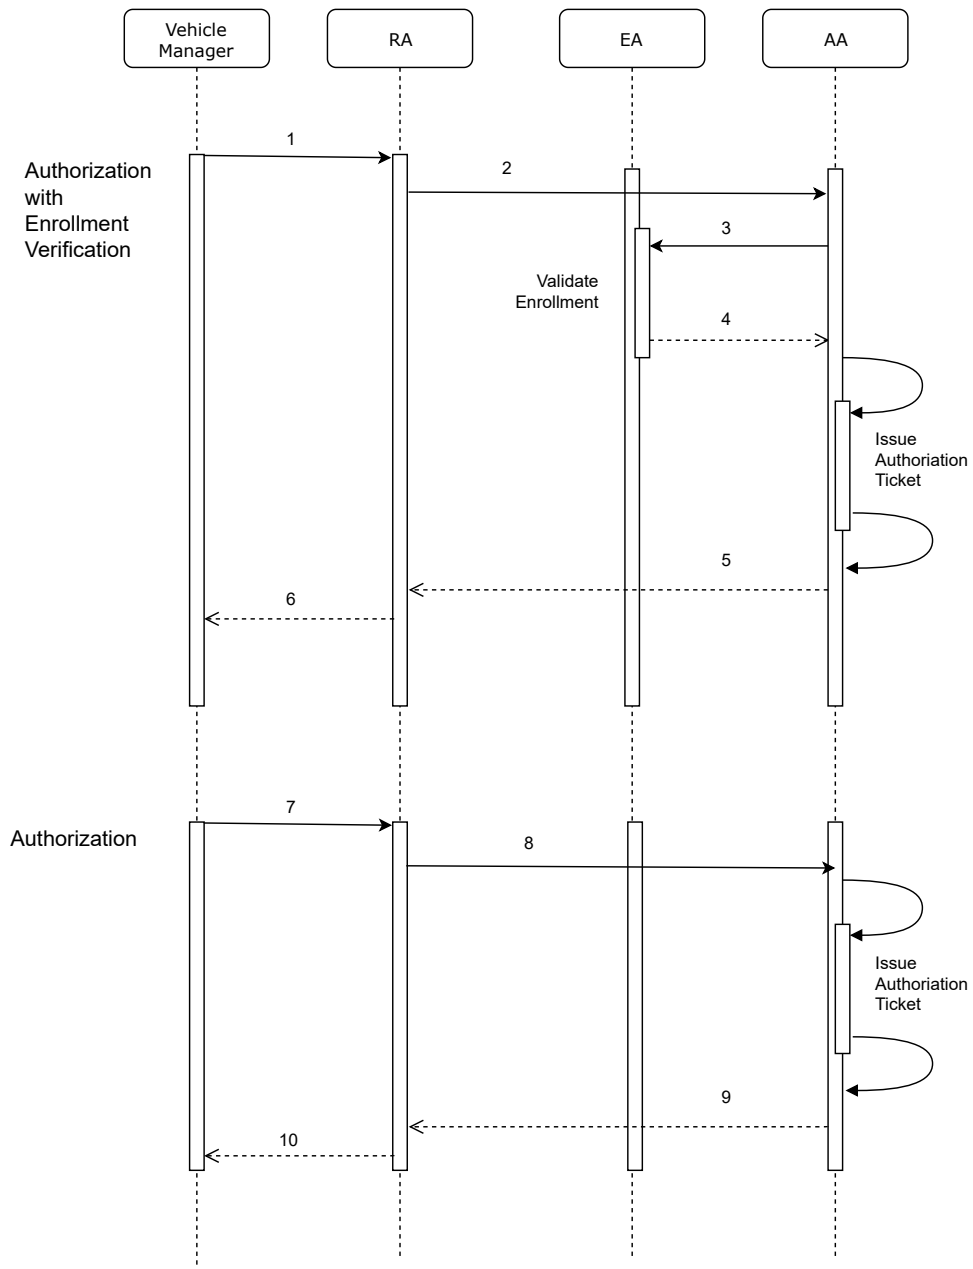 Vehicle
Manager
RA
EA
AA
1
Authorization
with
Enrollment
Verification
2
3
Validate
Enrollment
4
Issue
Authoriation
Ticket
5
6
7
Authorization
8
Issue
Authoriation
Ticket
9
10